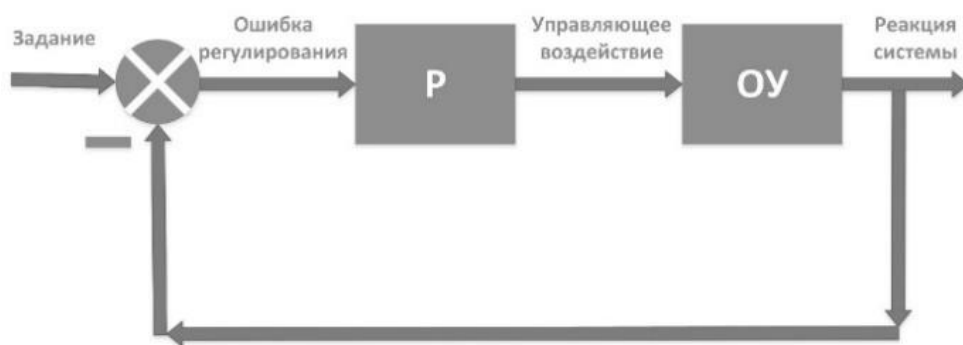 Задание
Ошибка
регулирования
Р
Управляющее
воздействие
ОУ
Реакция
системы